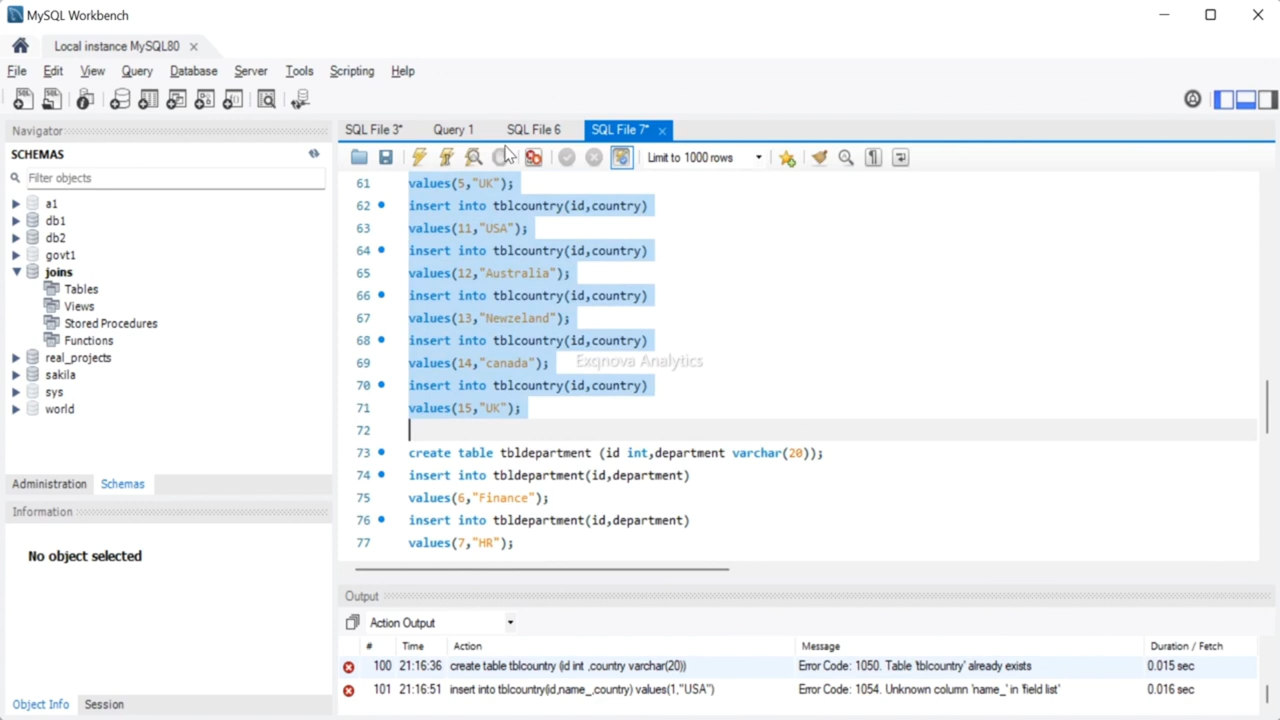 MySQL Workbench
Local instance MySQL80
File Edit View Query Database Server Tools Scripting Help
Navigator
SCHEMAS
Filter objects
a1
db1
db2
govt1
joins
Tables
Views
Stored Procedures
Functions
real_projects
sakila
sys
world
Administration Schemas
Information
No object selected
Object Info Session
SQL File 3* Query 1 SQL File 6 SQL File 7*
Limit to 1000 rows
61 values(5,"UK");
62 insert into tblcountry(id,country)
63 values(11,"USA");
64 insert into tblcountry(id,country)
65 values(12,"Australia");
66 insert into tblcountry(id,country)
67 values(13,"Newzeland");
68 insert into tblcountry(id,country)
69 values(14,"canada");
Exqnova Analytics
70 insert into tblcountry(id,country)
71 values(15,"UK");
72
73 create table tbldepartment (id int,department varchar(20));
74 insert into tbldepartment(id,department)
75 values(6,"Finance");
76 insert into tbldepartment(id,department)
77 values(7,"HR");
Output
Action Output
# Time Action Message Duration / Fetch
100 21:16:36 create table tblcountry (id int ,country varchar(20)) Error Code: 1050. Table 'tblcountry' already exists 0.015 sec
101 21:16:51 insert into tblcountry(id,name_,country) values(1,"USA") Error Code: 1054. Unknown column 'name_' in 'field list' 0.016 sec